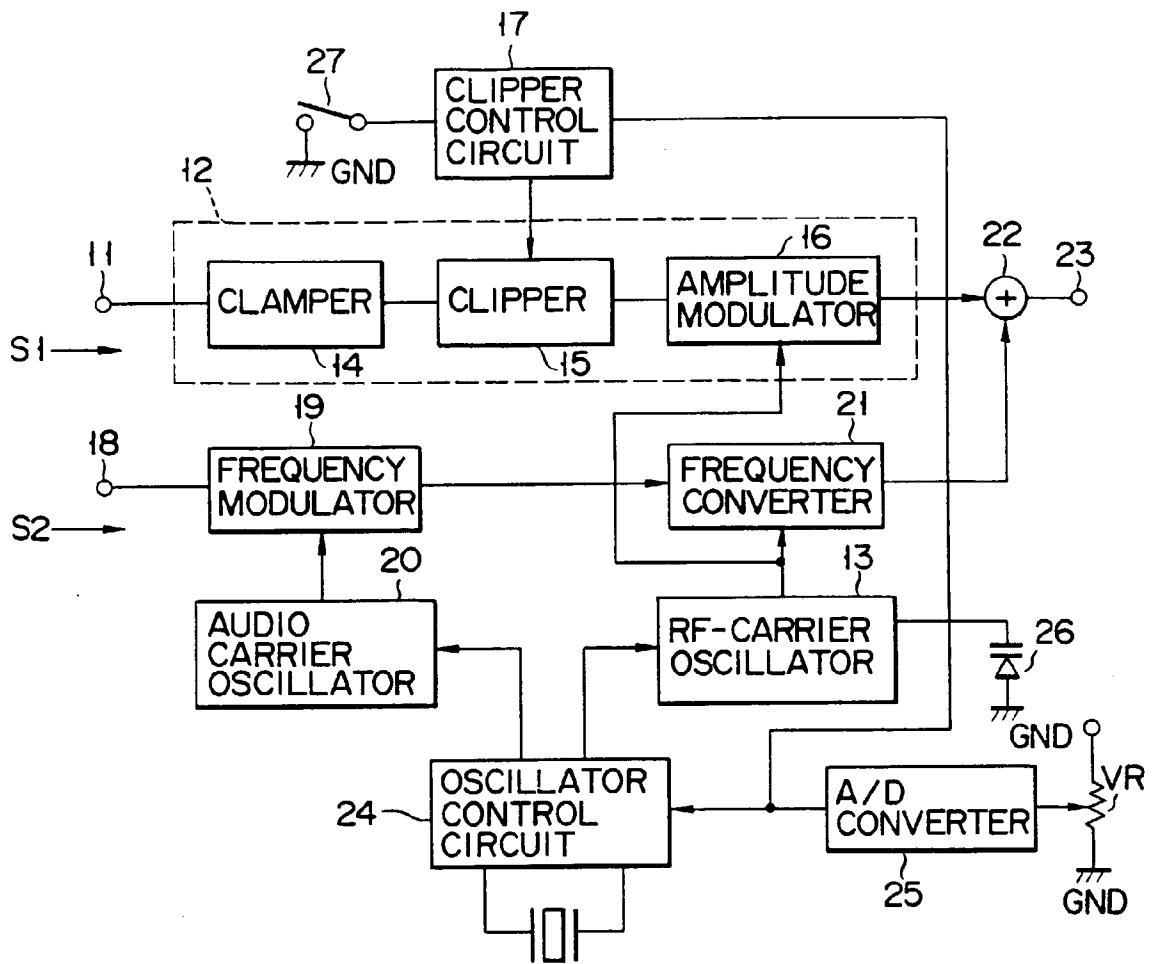 17
27
CLIPPER
CONTROL
CIRCUIT
GND
12
11
16
22
23
CLAMPER
CLIPPER
AMPLITUDE
MODULATOR
S1
14
15
19
21
18
FREQUENCY
MODULATOR
FREQUENCY
CONVERTER
S2
20
13
AUDIO
CARRIER
OSCILLATOR
RF-CARRIER
OSCILLATOR
26
GND
24
OSCILLATOR
CONTROL
CIRCUIT
A/D
CONVERTER
VR
25
GND